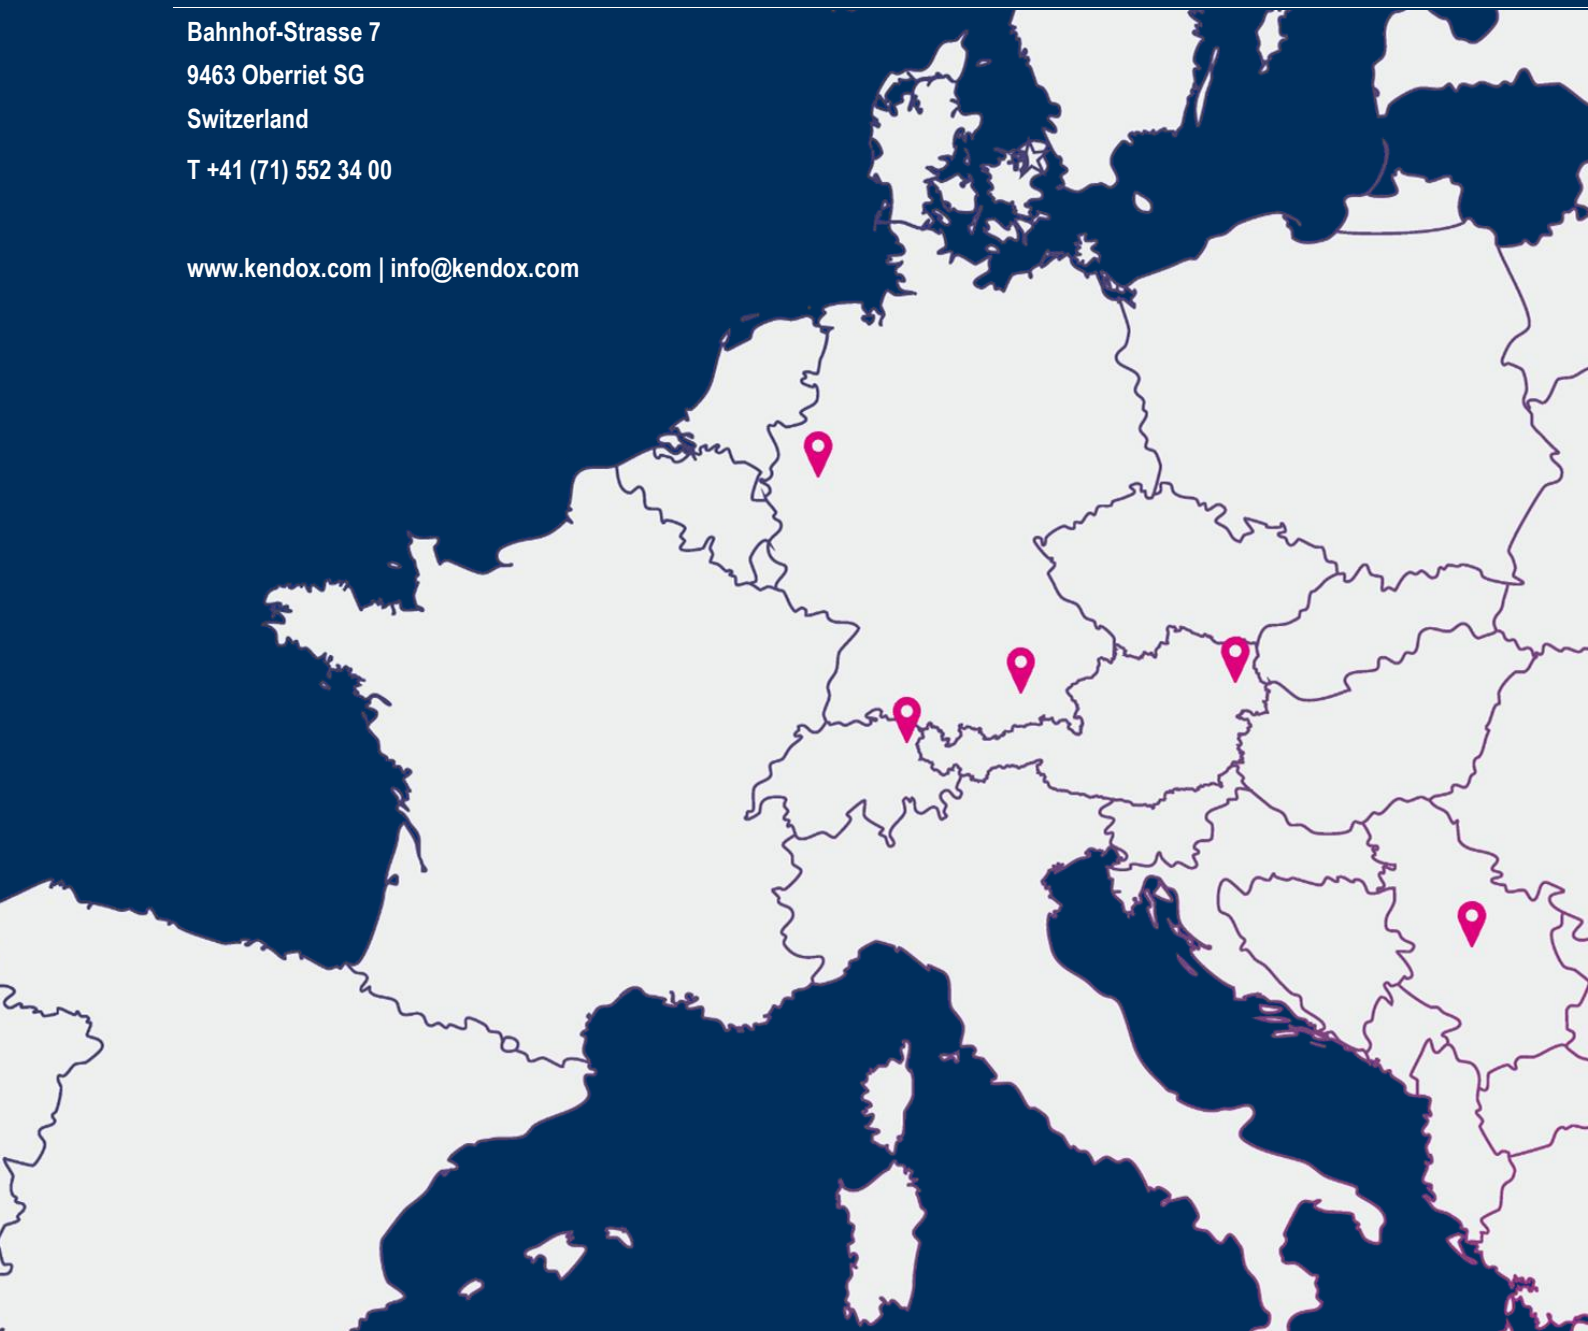 Bahnhof-Strasse 7
9463 Oberriet SG
Switzerland
T +41 (71) 552 34 00
www.kendox.com | info@kendox.com